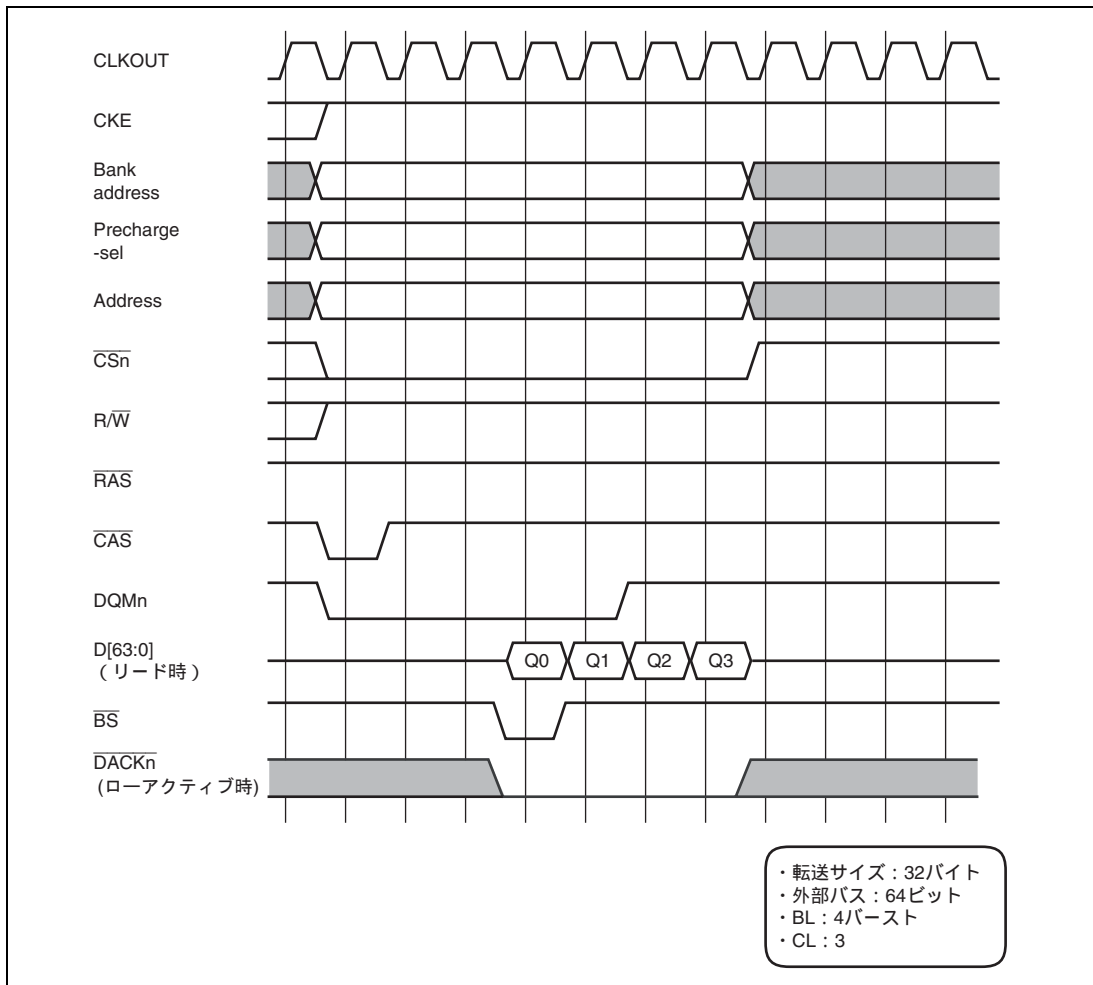 CLKOUT
CKE
Bank
address
Precharge
-sel
Address
CSn
R/W
RAS
CAS
DQMn
D[63:0]
（リード時）
Q0 Q1 Q2 Q3
BS
DACKn
(ローアクティブ時)
・転送サイズ：32バイト
・外部バス：64ビット
・BL：4バースト
・CL：3